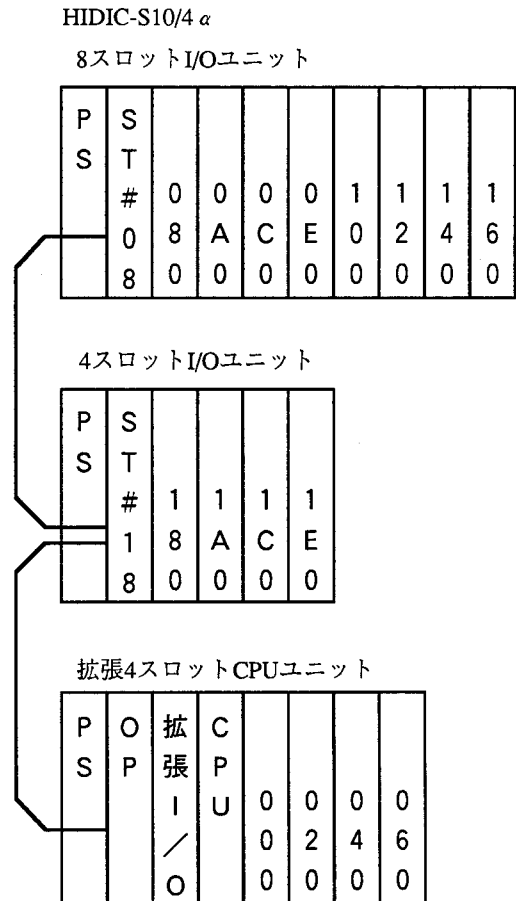 HIDIC-S10/4 α
8スロットI/Oユニット
PS
ST#08
080
0A0
0C0
0E0
100
120
140
160
4スロットI/Oユニット
PS
ST#18
180
1A0
1C0
1E0
拡張4スロットCPUユニット
PS
OP
拡張I/O
CPU
000
020
040
060